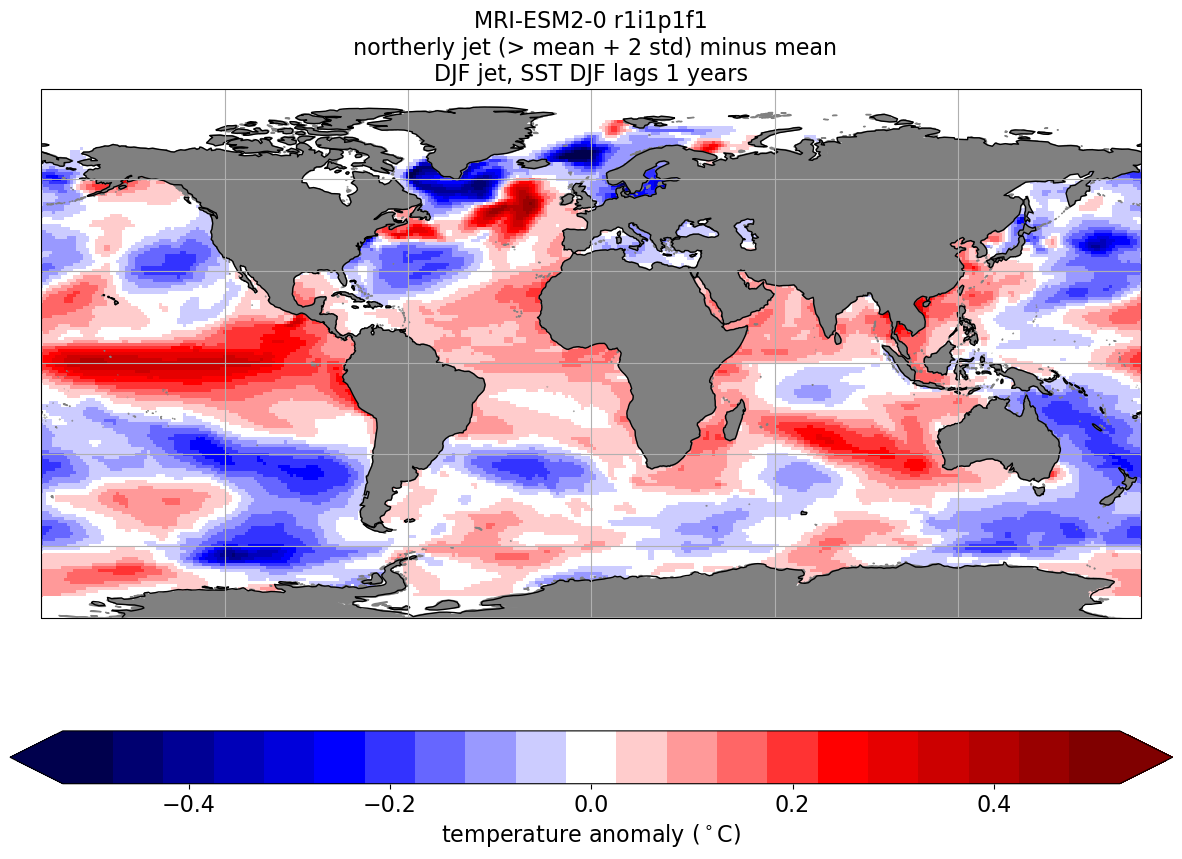 MRI-ESM2-0 r1i1p1f1
northerly jet (> mean + 2 std) minus mean
DJF jet, SST DJF lags 1 years
−0.4 −0.2 0.0 0.2 0.4
temperature anomaly (°C)